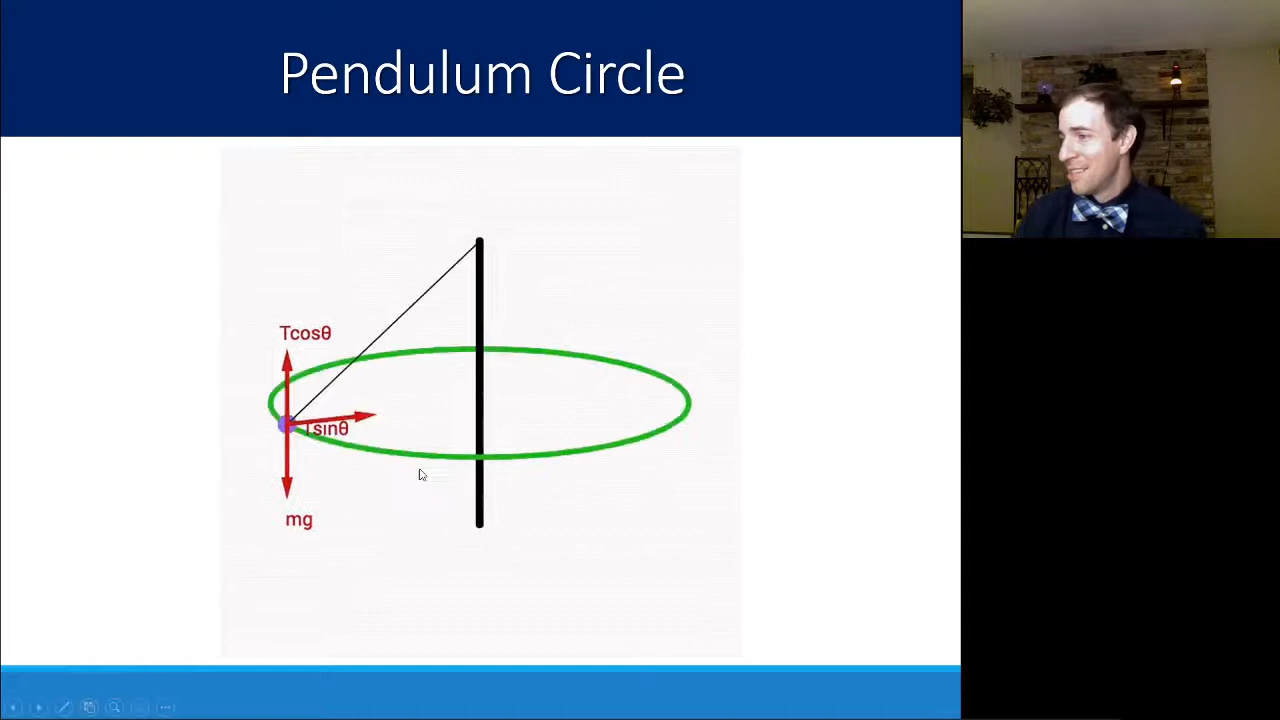 Pendulum Circle
Tcosθ
Tsinθ
mg